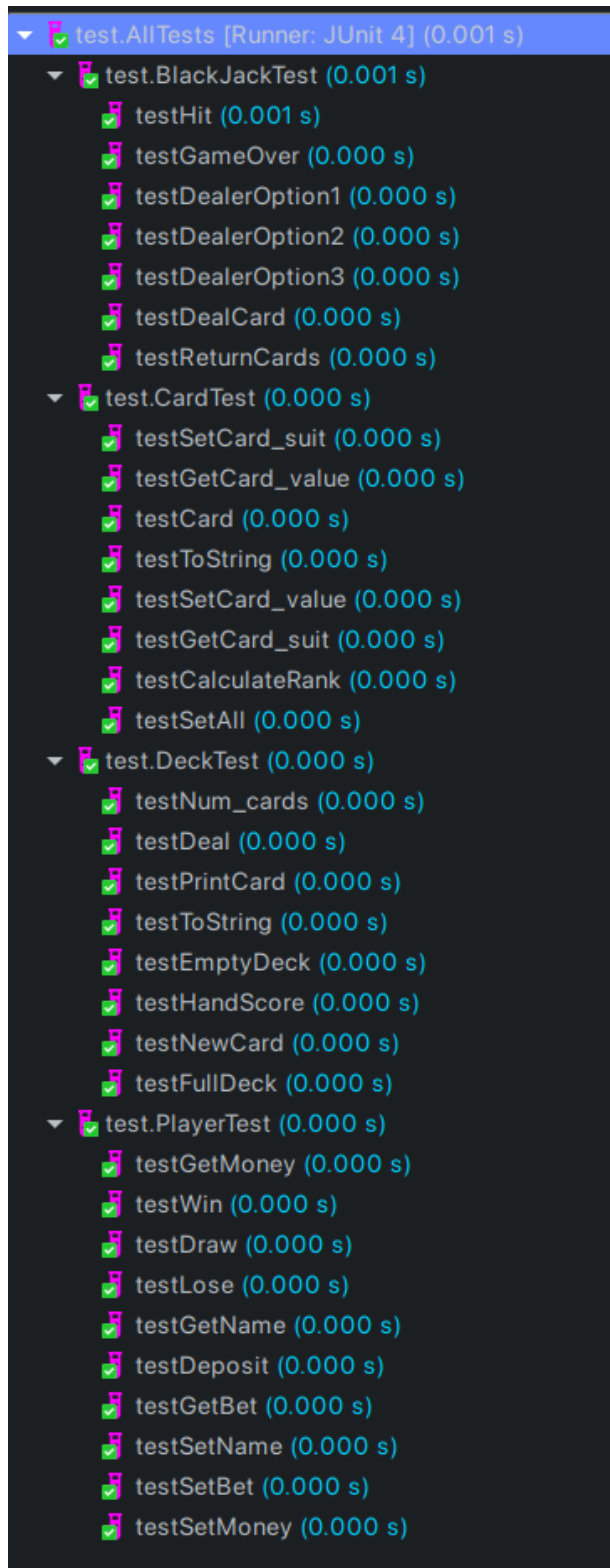 test.AllTests [Runner: JUnit 4] (0.001 s)
test.BlackJackTest (0.001 s)
testHit (0.001 s)
testGameOver (0.000 s)
testDealerOption1 (0.000 s)
testDealerOption2 (0.000 s)
testDealerOption3 (0.000 s)
testDealCard (0.000 s)
testReturnCards (0.000 s)
test.CardTest (0.000 s)
testSetCard_suit (0.000 s)
testGetCard_value (0.000 s)
testCard (0.000 s)
testToString (0.000 s)
testSetCard_value (0.000 s)
testGetCard_suit (0.000 s)
testCalculateRank (0.000 s)
testSetAll (0.000 s)
test.DeckTest (0.000 s)
testNum_cards (0.000 s)
testDeal (0.000 s)
testPrintCard (0.000 s)
testToString (0.000 s)
testEmptyDeck (0.000 s)
testHandScore (0.000 s)
testNewCard (0.000 s)
testFullDeck (0.000 s)
test.PlayerTest (0.000 s)
testGetMoney (0.000 s)
testWin (0.000 s)
testDraw (0.000 s)
testLose (0.000 s)
testGetName (0.000 s)
testDeposit (0.000 s)
testGetBet (0.000 s)
testSetName (0.000 s)
testSetBet (0.000 s)
testSetMoney (0.000 s)